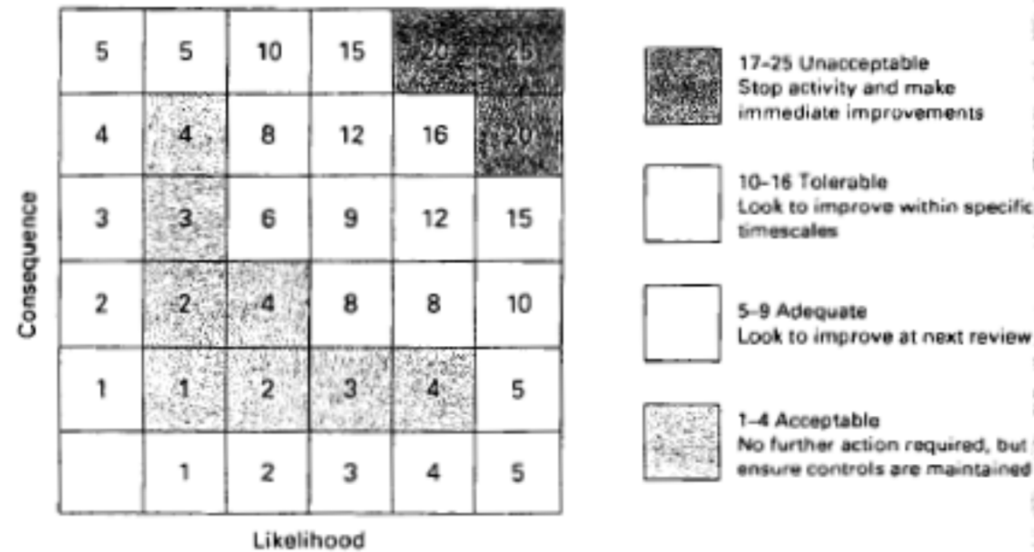 5 5 10 15 20 25
4 4 8 12 16 20
3 3 6 9 12 15
2 2 4 8 8 10
1 1 2 3 4 5
1 2 3 4 5
Consequence
Likelihood
17–25 Unacceptable
Stop activity and make
immediate improvements
10–16 Tolerable
Look to improve within specific
timescales
5–9 Adequate
Look to improve at next review
1–4 Acceptable
No further action required, but
ensure controls are maintained